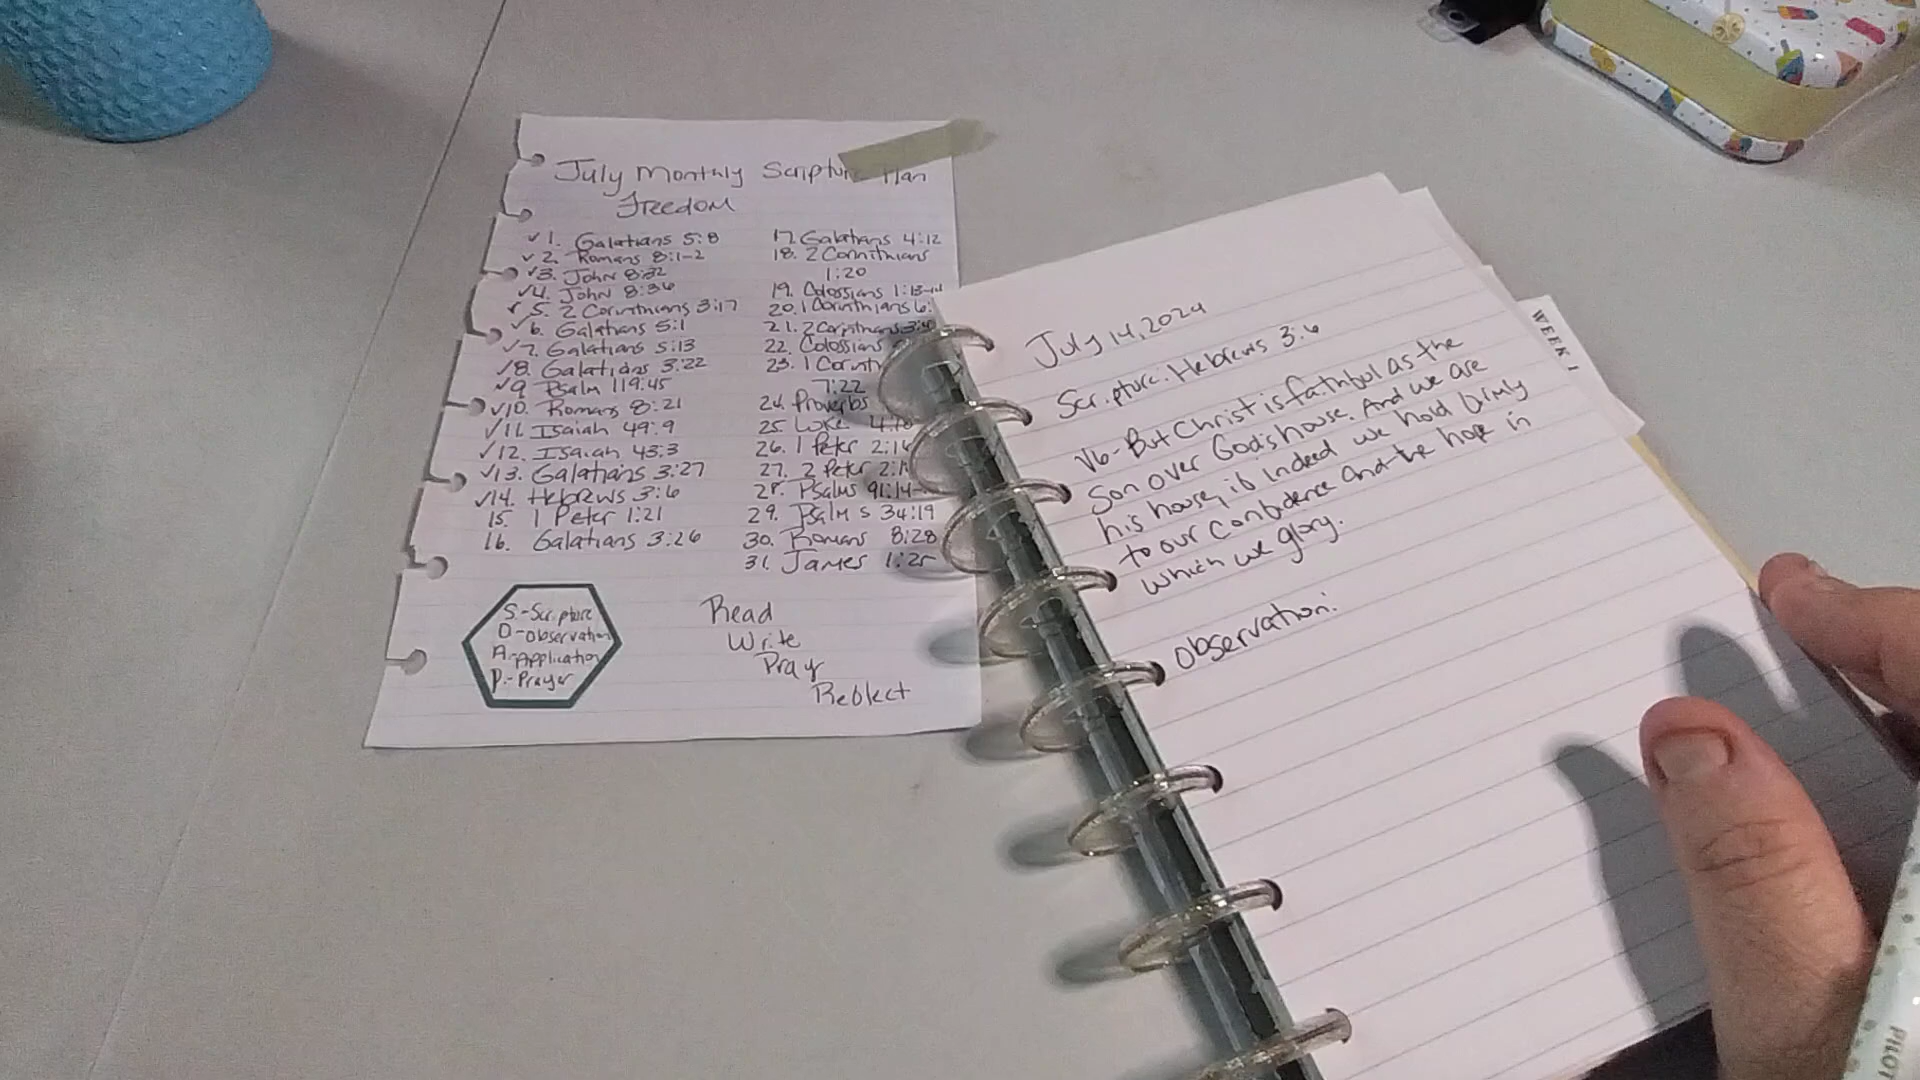 July Monthly Scripture Plan
Freedom
✓1. Galatians 5:8
✓2. Romans 8:1-2
✓3. John 8:32
✓4. John 8:36
✓5. 2 Corinthians 3:17
✓6. Galatians 5:1
✓7. Galatians 5:13
✓8. Galatians 3:22
✓9 Psalm 119:45
✓10. Romans 8:21
✓11. Isaiah 49:9
✓12. Isaiah 43:3
✓13. Galatians 3:27
✓14. Hebrews 3:6
15. 1 Peter 1:21
16. Galatians 3:26
17. Galatians 4:12
18. 2 Corinthians
1:20
19. Colossians 1:13-14
20. 1 Corinthians 6:
21. 2 Corinthians
22. Colossians
23. 1 Corinth
7:22
24. Proverbs
25. Luke
26. 1 Peter 2:16
27. 2 Peter 2:1
28. Psalms 91:14-
29. Psalms 34:19
30. Romans 8:28
31. James 1:25
S.-Scripture
O-Observation
A-Application
P.-Prayer
Read
Write
Pray
Reflect
July 14, 2024
Scripture: Hebrews 3:6
V6- But Christ is faithful as the
Son over God's house. And we are
his house, if indeed we hold firmly
to our confidence and the hope in
which we glory.
Observation:
WEEK 1
PILOT